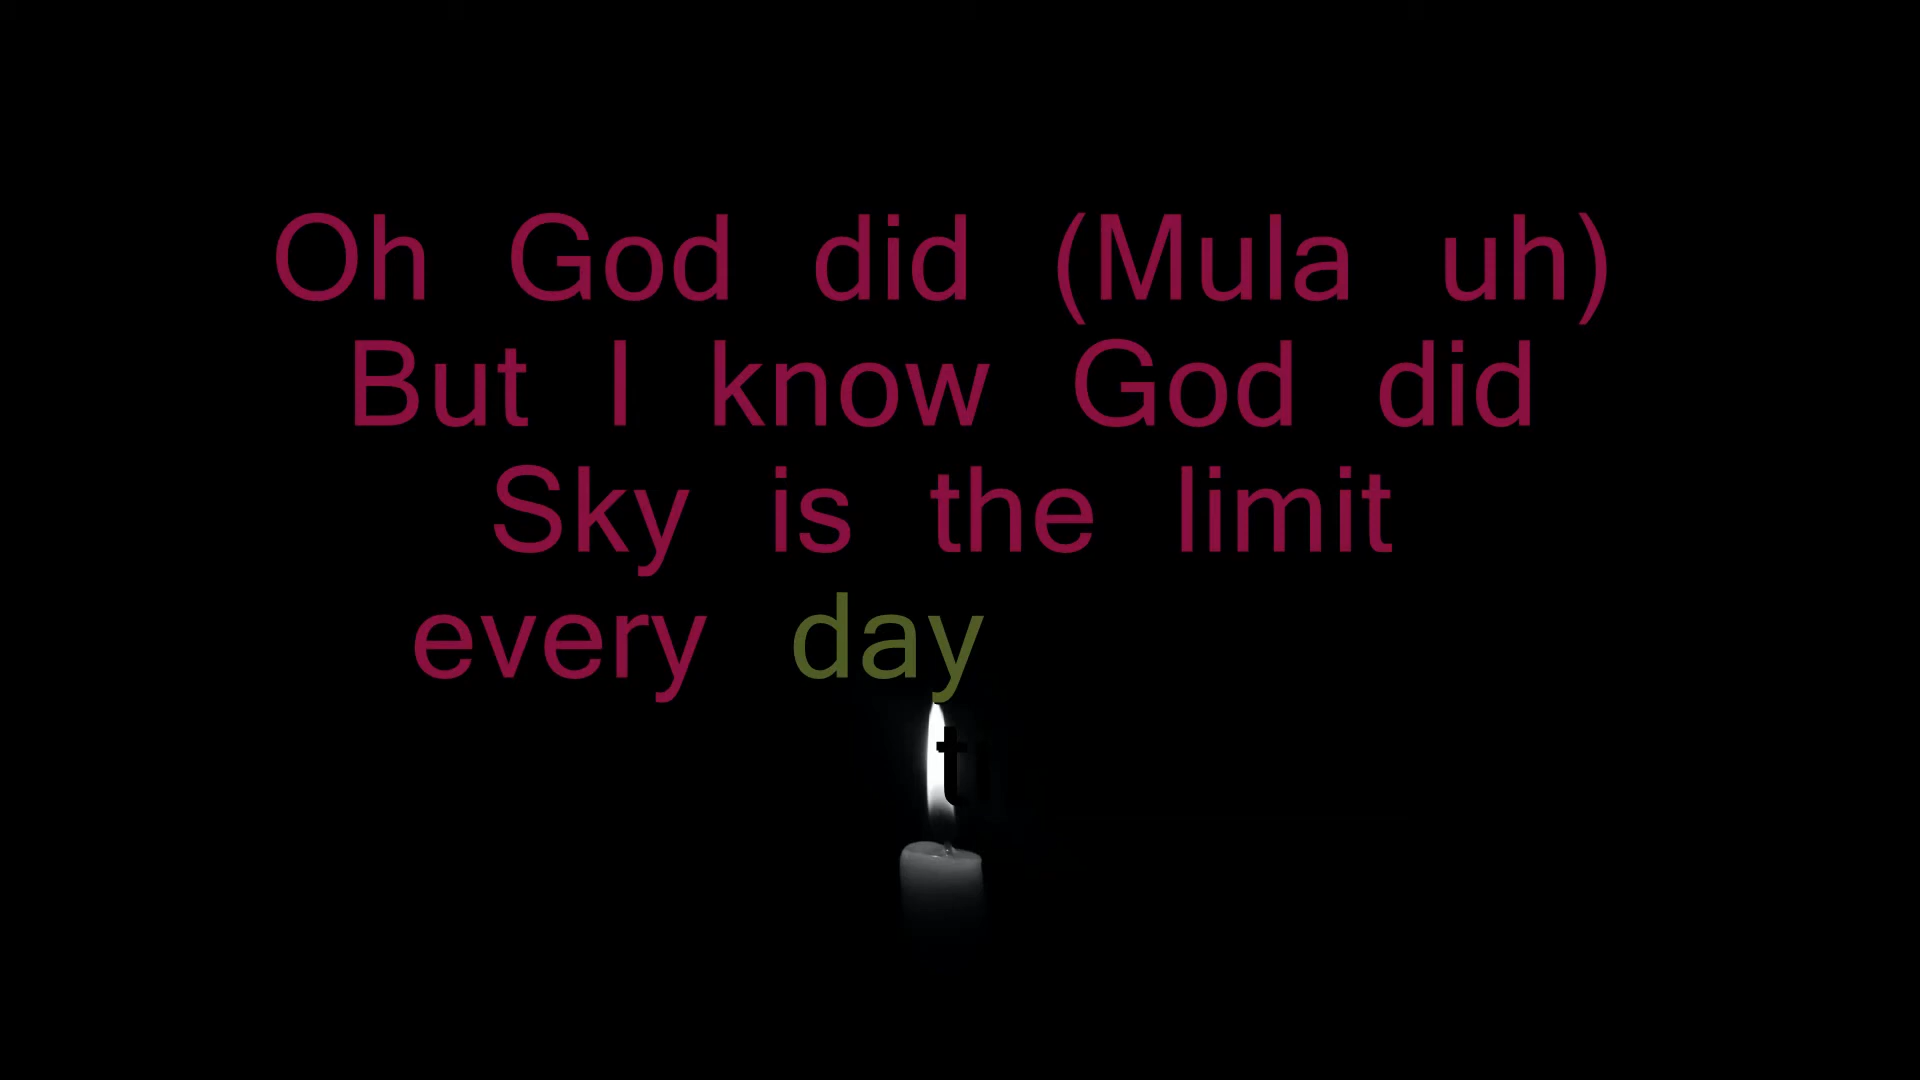 Oh God did (Mula uh)
But I know God did
Sky is the limit
every day